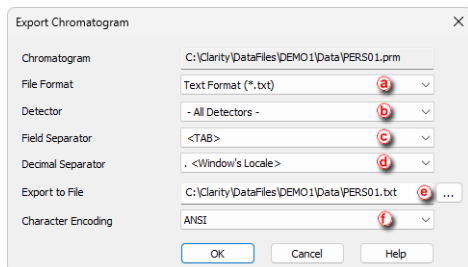 Export Chromatogram
Chromatogram C:\Clarity\DataFiles\DEMO1\Data\PERS01.prm
File Format Text Format (*.txt) a
Detector - All Detectors - b
Field Separator <TAB> c
Decimal Separator . <Window's Locale> d
Export to File C:\Clarity\DataFiles\DEMO1\Data\PERS01.txt e ...
Character Encoding ANSI f
OK Cancel Help